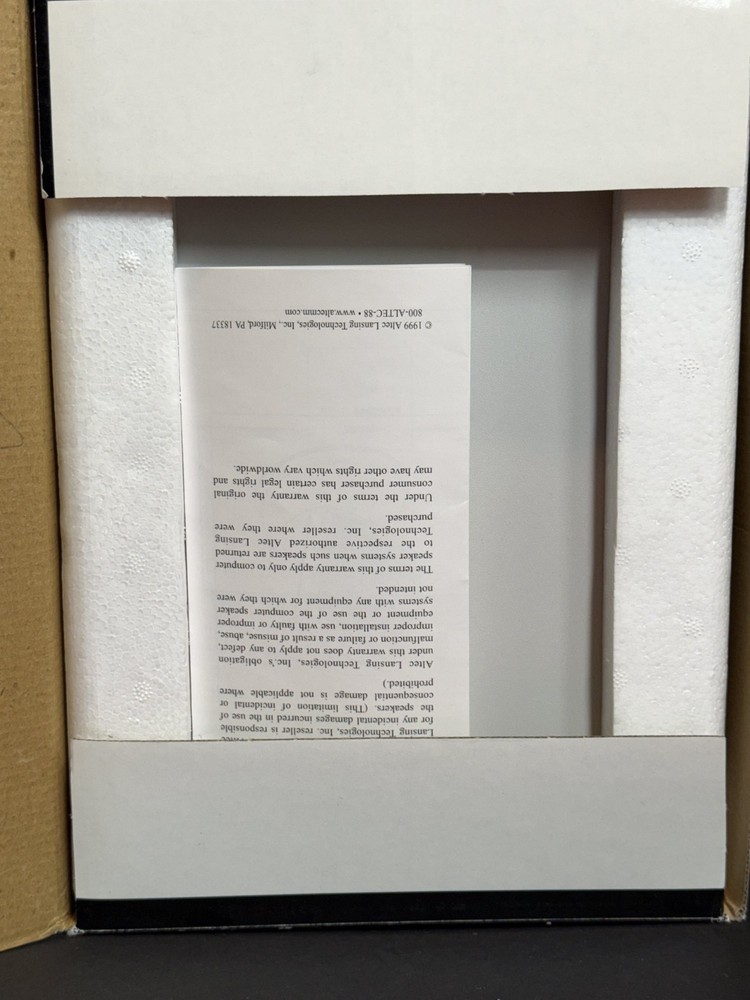 Lansing Technologies, Inc. reseller is responsible
for any incidental damages incurred in the use of
the speakers. (This limitation of incidental or
consequential damage is not applicable where
prohibited.)
Altec Lansing Technologies, Inc.'s obligation
under this warranty does not apply to any defect,
malfunction or failure as a result of misuse, abuse,
improper installation, use with faulty or improper
equipment or the use of the computer speaker
systems with any equipment for which they were
not intended.
The terms of this warranty apply only to computer
speaker systems when such speakers are returned
to the respective authorized Altec Lansing
Technologies, Inc. reseller where they were
purchased.
Under the terms of this warranty the original
consumer purchaser has certain legal rights and
may have other rights which vary worldwide.
© 1999 Altec Lansing Technologies, Inc., Milford, PA 18337
800-ALTEC-88 • www.altecmm.com